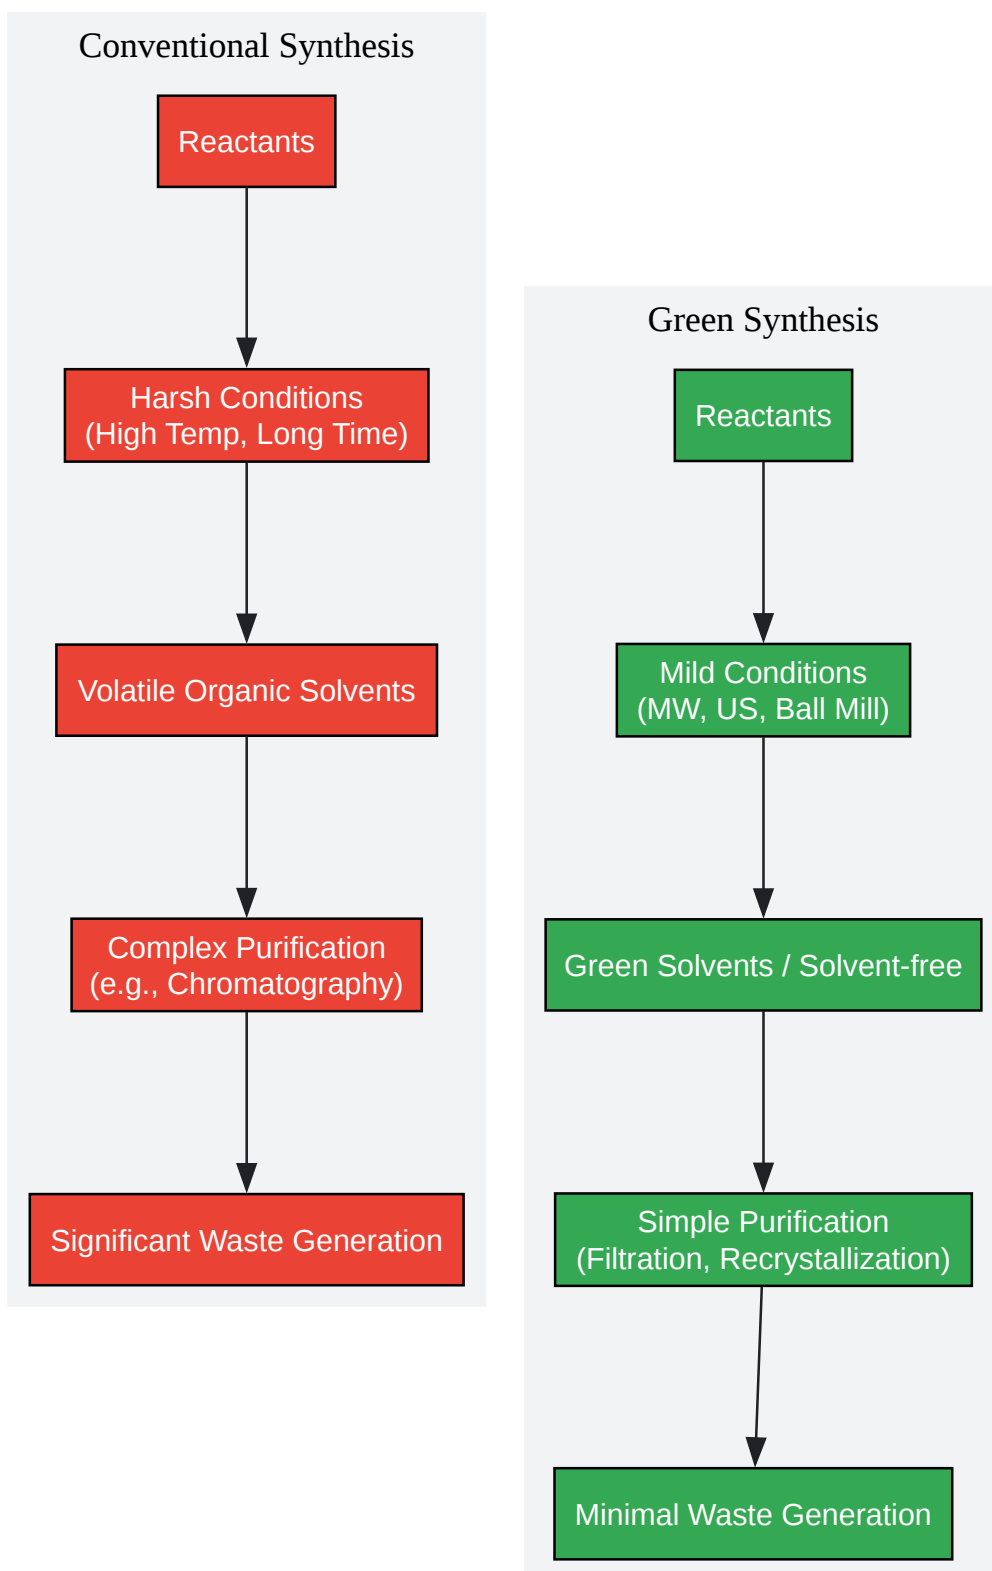 Conventional Synthesis
Reactants
Harsh Conditions
(High Temp, Long Time)
Volatile Organic Solvents
Complex Purification
(e.g., Chromatography)
Significant Waste Generation
Green Synthesis
Reactants
Mild Conditions
(MW, US, Ball Mill)
Green Solvents / Solvent-free
Simple Purification
(Filtration, Recrystallization)
Minimal Waste Generation